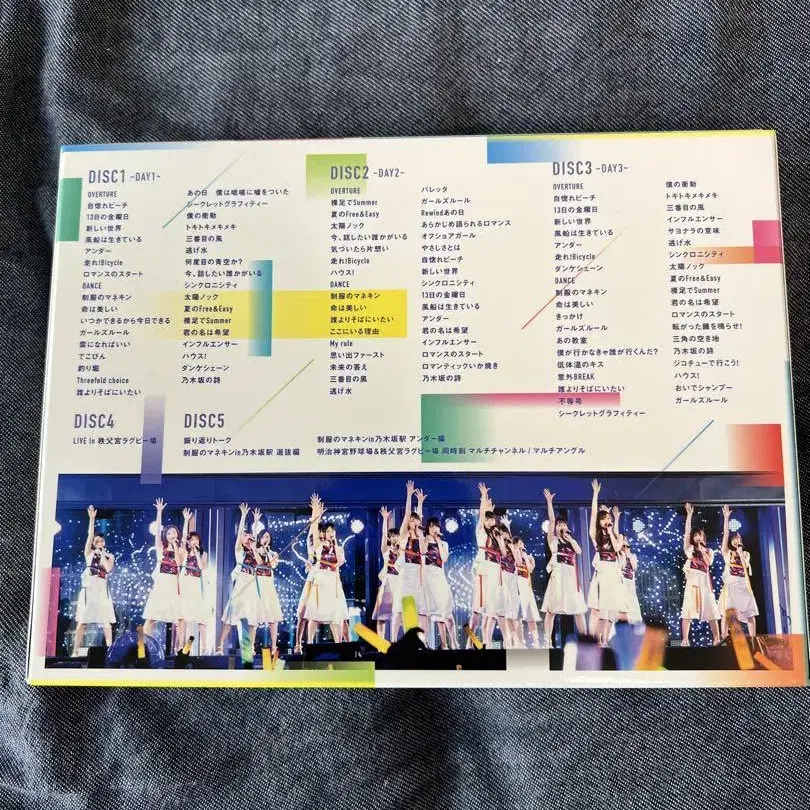 DISC1 -DAY1-
OVERTURE
自惚れビーチ
13日の金曜日
新しい世界
風船は生きている
アンダー
走れ!Bicycle
ロマンスのスタート
DANCE
制服のマネキン
命は美しい
いつかできるから今日できる
ガールズルール
雲になればいい
でこぴん
釣り堀
Threefold choice
誰よりそばにいたい
あの日 僕は咄嗟に嘘をついた
シークレットグラフィティー
僕の衝動
トキトキメキメキ
三番目の風
逃げ水
何度目の青空か?
今、話したい誰かがいる
シンクロニシティ
太陽ノック
夏のFree&Easy
裸足でSummer
君の名は希望
インフルエンサー
ハウス!
ダンケシェーン
乃木坂の詩
DISC2 -DAY2-
OVERTURE
裸足でSummer
夏のFree&Easy
太陽ノック
今、話したい誰かがいる
気づいたら片想い
走れ!Bicycle
ハウス!
DANCE
制服のマネキン
命は美しい
誰よりそばにいたい
ここにいる理由
My rule
思い出ファースト
未来の答え
三番目の風
逃げ水
バレッタ
ガールズルール
Rewindあの日
あらかじめ語られるロマンス
オフショアガール
やさしさとは
自惚れビーチ
新しい世界
シンクロニシティ
13日の金曜日
風船は生きている
アンダー
君の名は希望
インフルエンサー
ロマンスのスタート
ロマンティックいか焼き
乃木坂の詩
DISC3 -DAY3-
OVERTURE
自惚れビーチ
13日の金曜日
新しい世界
風船は生きている
アンダー
走れ!Bicycle
ダンケシェーン
DANCE
制服のマネキン
命は美しい
きっかけ
ガールズルール
あの教室
僕が行かなきゃ誰が行くんだ?
低体温のキス
意外BREAK
誰よりそばにいたい
不等号
シークレットグラフィティー
僕の衝動
トキトキメキメキ
三番目の風
インフルエンサー
サヨナラの意味
逃げ水
シンクロニシティ
太陽ノック
夏のFree&Easy
裸足でSummer
君の名は希望
ロマンスのスタート
転がった鐘を鳴らせ!
三角の空き地
乃木坂の詩
ジコチューで行こう!
ハウス!
おいでシャンプー
ガールズルール
DISC4
LIVE in 秩父宮ラグビー場
DISC5
振り返りトーク
制服のマネキンin乃木坂駅 選抜編
制服のマネキンin乃木坂駅 アンダー編
明治神宮野球場&秩父宮ラグビー場 同時刻 マルチチャンネル / マルチアングル